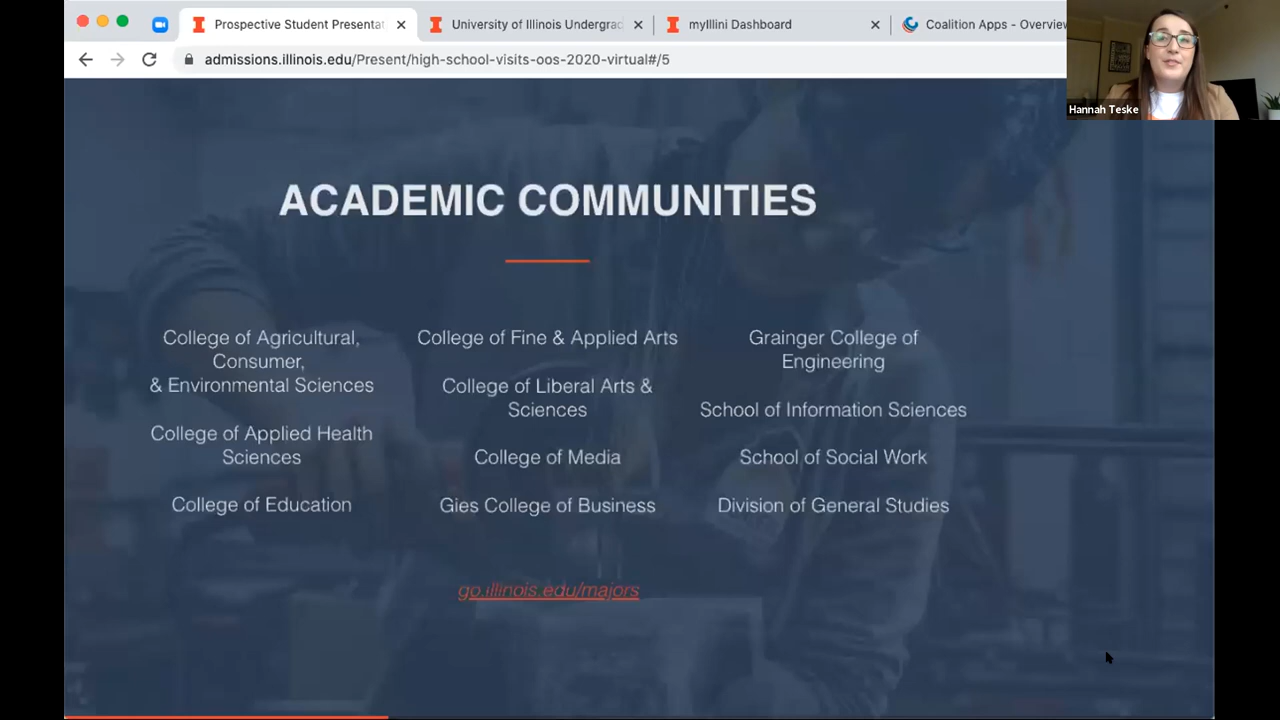 Prospective Student Presentat
University of Illinois Undergrad
myIllini Dashboard
Coalition Apps - Overview
admissions.illinois.edu/Present/high-school-visits-oos-2020-virtual#/5
Hannah Teske
ACADEMIC COMMUNITIES
College of Agricultural,
Consumer,
& Environmental Sciences
College of Applied Health
Sciences
College of Education
College of Fine & Applied Arts
College of Liberal Arts &
Sciences
College of Media
Gies College of Business
Grainger College of
Engineering
School of Information Sciences
School of Social Work
Division of General Studies
go.illinois.edu/majors